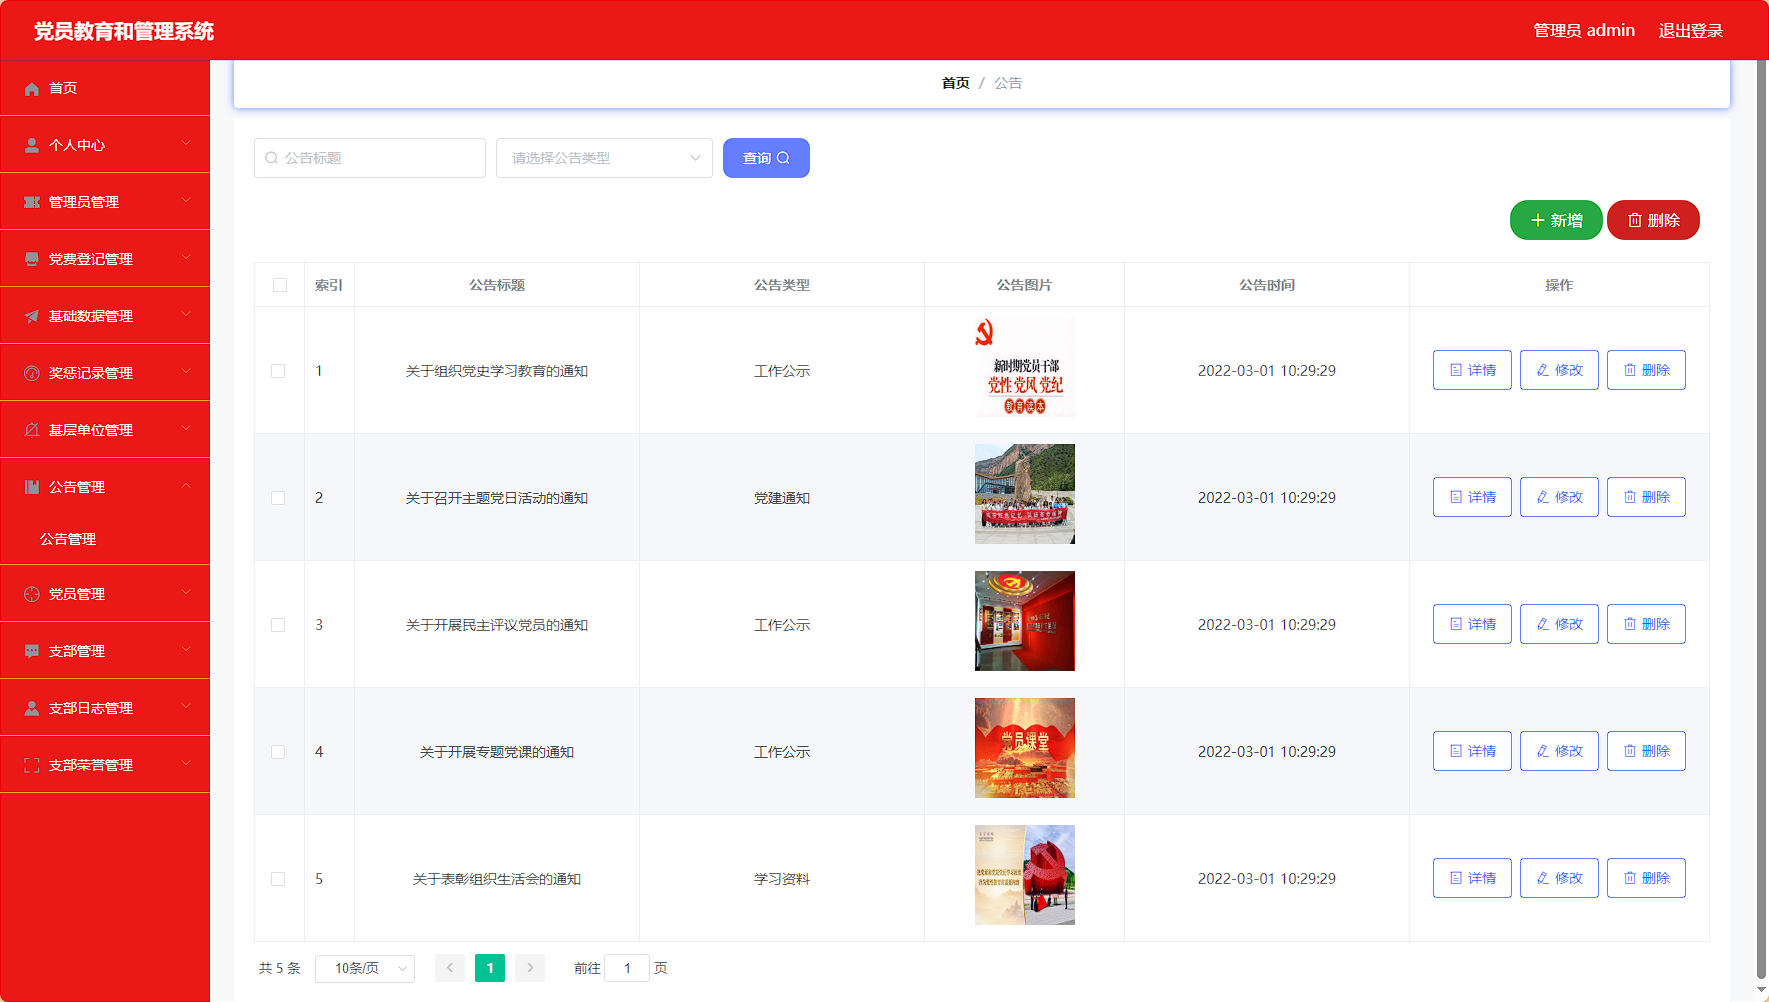 党员教育和管理系统
管理员 admin
退出登录
首页
个人中心
管理员管理
党费登记管理
基础数据管理
奖惩记录管理
基层单位管理
公告管理
公告管理
党员管理
支部管理
支部日志管理
支部荣誉管理
首页 / 公告
公告标题
请选择公告类型
查询
新增
删除
索引 公告标题 公告类型 公告图片 公告时间 操作
新时期党员干部
党性党风党纪
教育读本
1 关于组织党史学习教育的通知 工作公示 2022-03-01 10:29:29 详情 修改 删除
2 关于召开主题党日活动的通知 党建通知 2022-03-01 10:29:29 详情 修改 删除
3 关于开展民主评议党员的通知 工作公示 2022-03-01 10:29:29 详情 修改 删除
党员课堂
4 关于开展专题党课的通知 工作公示 2022-03-01 10:29:29 详情 修改 删除
5 关于表彰组织生活会的通知 学习资料 2022-03-01 10:29:29 详情 修改 删除
共 5 条 10条/页 1 前往 1 页